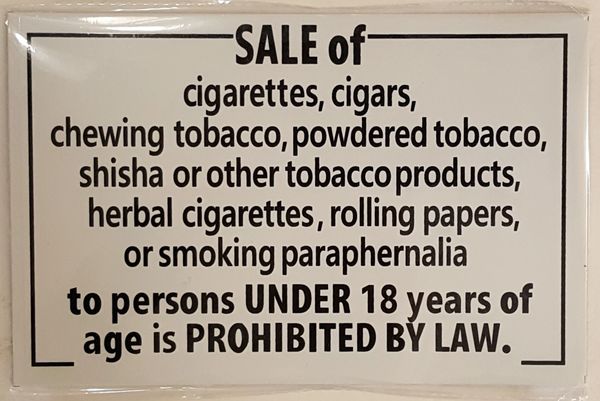 SALE of
cigarettes, cigars,
chewing tobacco, powdered tobacco,
shisha or other tobacco products,
herbal cigarettes, rolling papers,
or smoking paraphernalia
to persons UNDER 18 years of
age is PROHIBITED BY LAW.